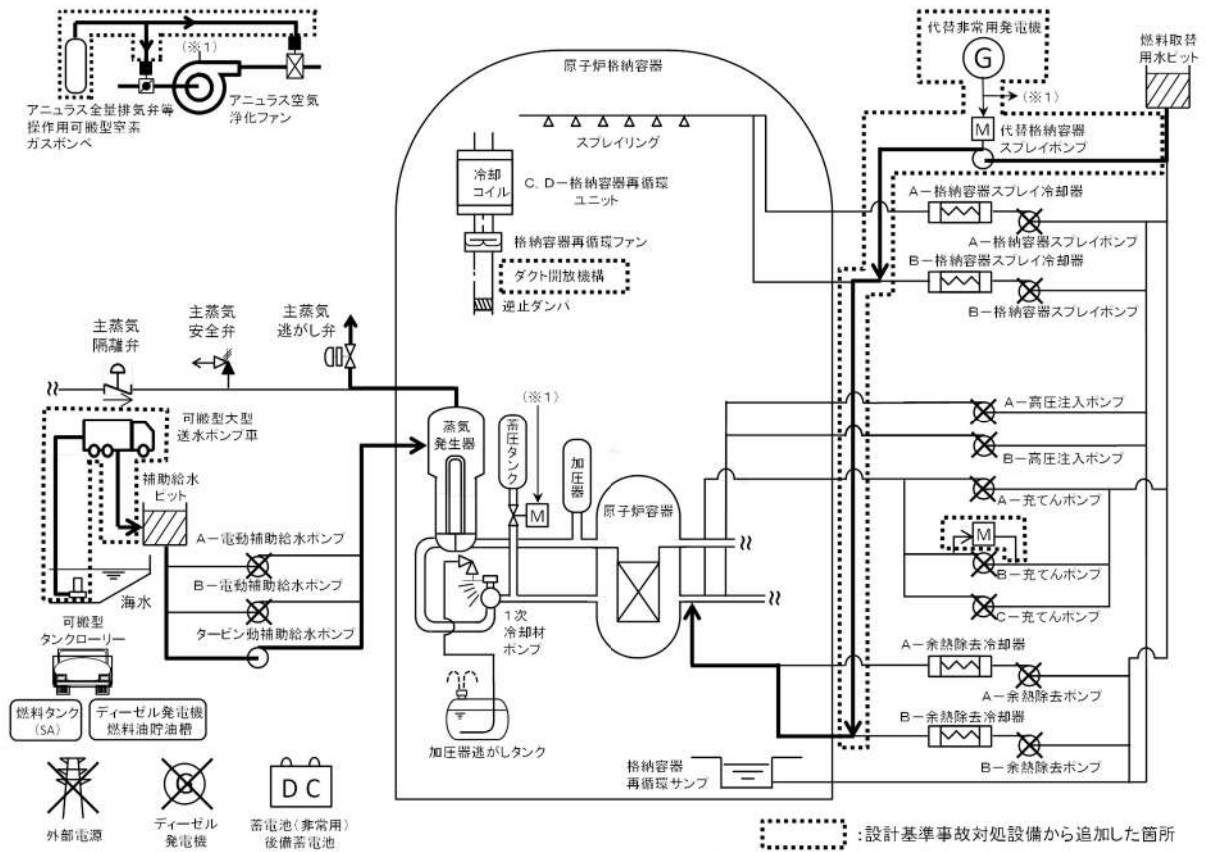 (※1)
アニュラス全量排気弁等
操作用可搬型窒素
ガスボンベ
アニュラス空気
浄化ファン
原子炉格納容器
スプレイリング
冷却
コイル
C, D－格納容器再循環
ユニット
格納容器再循環ファン
ダクト開放機構
逆止ダンパ
代替非常用発電機
G
(※1)
M
代替格納容器
スプレイポンプ
燃料取替
用水ピット
A－格納容器スプレイ冷却器
A－格納容器スプレイポンプ
B－格納容器スプレイ冷却器
B－格納容器スプレイポンプ
主蒸気
隔離弁
主蒸気
安全弁
主蒸気
逃がし弁
可搬型大型
送水ポンプ車
補助給水
ピット
海水
A－電動補助給水ポンプ
B－電動補助給水ポンプ
タービン動補助給水ポンプ
蒸気
発生器
蓄圧タンク
(※1)
M
加圧器
原子炉容器
1次
冷却材
ポンプ
加圧器逃がしタンク
格納容器
再循環サンプ
A－高圧注入ポンプ
B－高圧注入ポンプ
A－充てんポンプ
M
B－充てんポンプ
C－充てんポンプ
A－余熱除去冷却器
A－余熱除去ポンプ
B－余熱除去冷却器
B－余熱除去ポンプ
可搬型
タンクローリー
燃料タンク
(SA)
ディーゼル発電機
燃料油貯油槽
外部電源
ディーゼル
発電機
DC
蓄電池(非常用)
後備蓄電池
:設計基準事故対処設備から追加した箇所